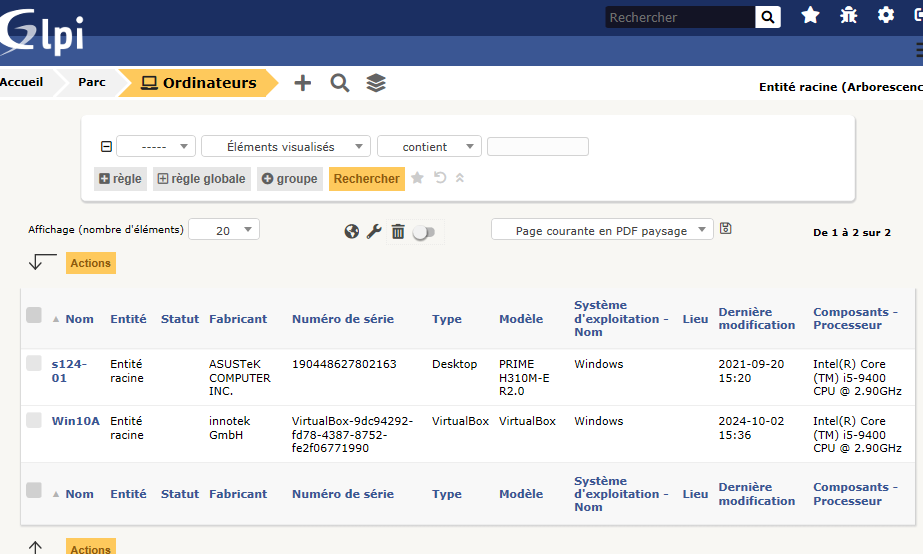 Glpi
Rechercher
Accueil Parc Ordinateurs
Entité racine (Arborescenc
----- Éléments visualisés contient
règle règle globale groupe Rechercher
Affichage (nombre d'éléments) 20 Page courante en PDF paysage De 1 à 2 sur 2
Actions
Nom Entité Statut Fabricant Numéro de série Type Modèle Système d'exploitation - Nom Lieu Dernière modification Composants - Processeur
s124-01 Entité racine ASUSTeK COMPUTER INC. 190448627802163 Desktop PRIME H310M-E R2.0 Windows 2021-09-20 15:20 Intel(R) Core (TM) i5-9400 CPU @ 2.90GHz
Win10A Entité racine innotek GmbH VirtualBox-9dc94292-fd78-4387-8752-fe2f06771990 VirtualBox VirtualBox Windows 2024-10-02 15:36 Intel(R) Core (TM) i5-9400 CPU @ 2.90GHz
Nom Entité Statut Fabricant Numéro de série Type Modèle Système d'exploitation - Nom Lieu Dernière modification Composants - Processeur
Actions